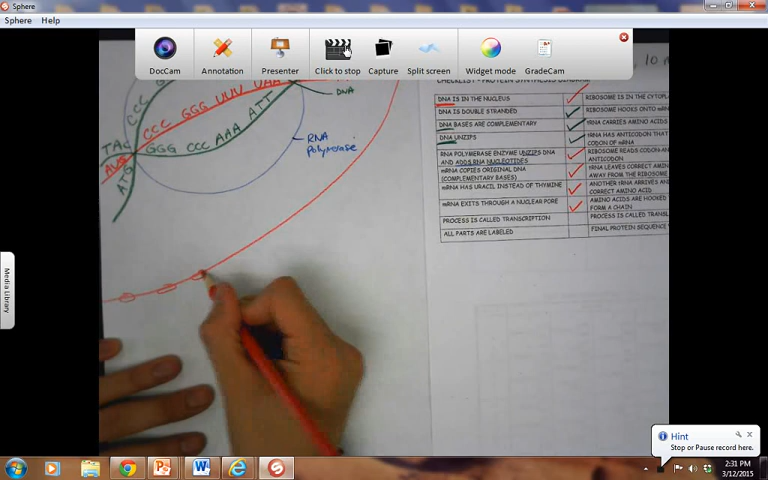 Sphere
Sphere Help
DocCam
Annotation
Presenter
Click to stop
Capture
Split screen
Widget mode
GradeCam
Media Library
CCC
CCC GGG UUU UAA
DNA
TAC
GGG CCC AAA ATT
AUG
ATG
RNA
Polymerase
, 10 m
DNA IS IN THE NUCLEUS
RIBOSOME IS IN THE CYTOPL
DNA IS DOUBLE STRANDED
RIBOSOME HOOKS ONTO mR
DNA BASES ARE COMPLEMENTARY
tRNA CARRIES AMINO ACIDS
DNA UNZIPS
tRNA HAS ANTICODON THAT
CODON OF mRNA
RNA POLYMERASE ENZYME UNZIPS DNA
AND ADDS RNA NUCLEOTIDES
RIBOSOME READS CODON AN
ANTICODON
mRNA COPIES ORIGINAL DNA
(COMPLEMENTARY BASES)
tRNA LEAVES CORRECT AMIN
AWAY FROM THE RIBOSOME
mRNA HAS URACIL INSTEAD OF THYMINE
ANOTHER tRNA ARRIVES AN
CORRECT AMINO ACID
mRNA EXITS THROUGH A NUCLEAR PORE
AMINO ACIDS ARE HOOKED
FORM A CHAIN
PROCESS IS CALLED TRANSCRIPTION
PROCESS IS CALLED TRANSL
ALL PARTS ARE LABELED
FINAL PROTEIN SEQUENCE
Hint
Stop or Pause record here.
2:31 PM
3/12/2015